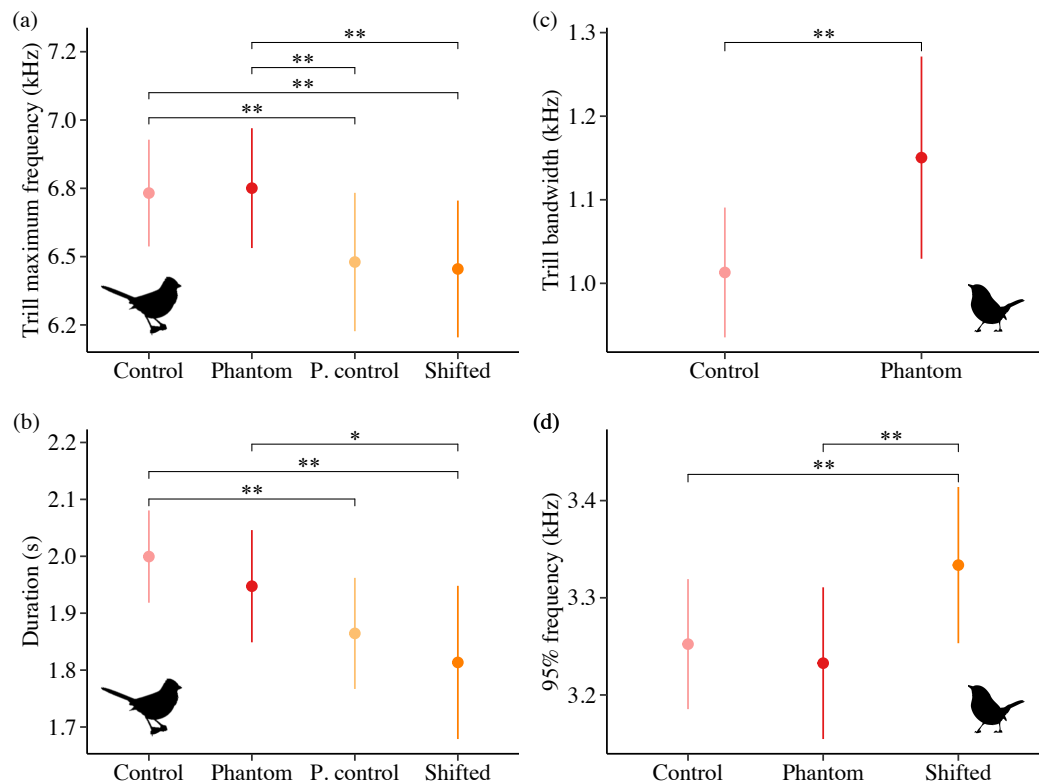 (a)
Trill maximum frequency (kHz)
7.2
7.0
6.8
6.5
6.2
**
**
**
**
Control Phantom P. control Shifted
(c)
Trill bandwidth (kHz)
1.3
1.2
1.1
1.0
**
Control Phantom
(b)
Duration (s)
2.2
2.1
2.0
1.9
1.8
1.7
*
**
**
Control Phantom P. control Shifted
(d)
95% frequency (kHz)
3.4
3.3
3.2
**
**
Control Phantom Shifted